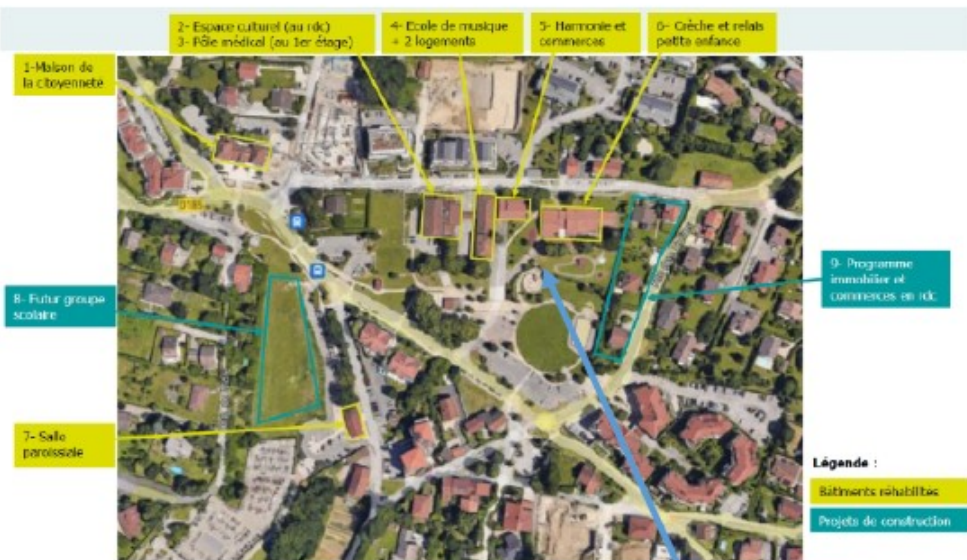 2- Espace culturel (au rdc)
3- Pôle médical (au 1er étage)
4- Ecole de musique
+ 2 logements
5- Harmonie et
commerces
6- Crèche et relais
petite enfance
1-Maison de
la citoyenneté
8- Futur groupe
scolaire
9- Programme
immobilier et
commerces en rdc
7- Salle
paroissiale
Légende :
Bâtiments réhabilités
Projets de construction